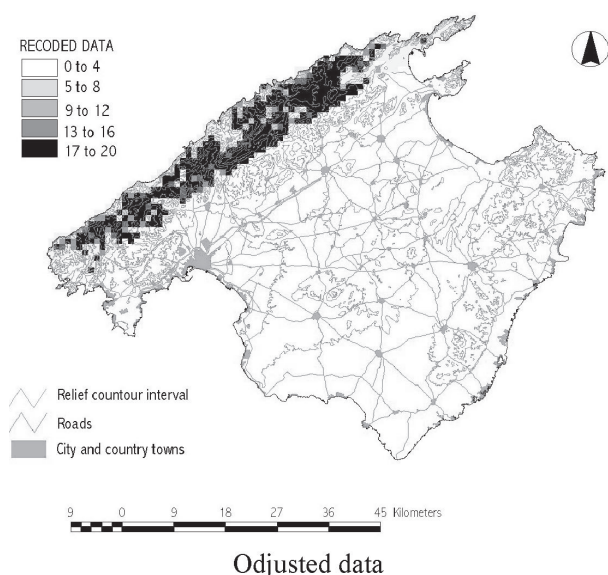 RECODED DATA
0 to 4
5 to 8
9 to 12
13 to 16
17 to 20
Relief countour interval
Roads
City and country towns
9 0 9 18 27 36 45 Kilometers
Odjusted data